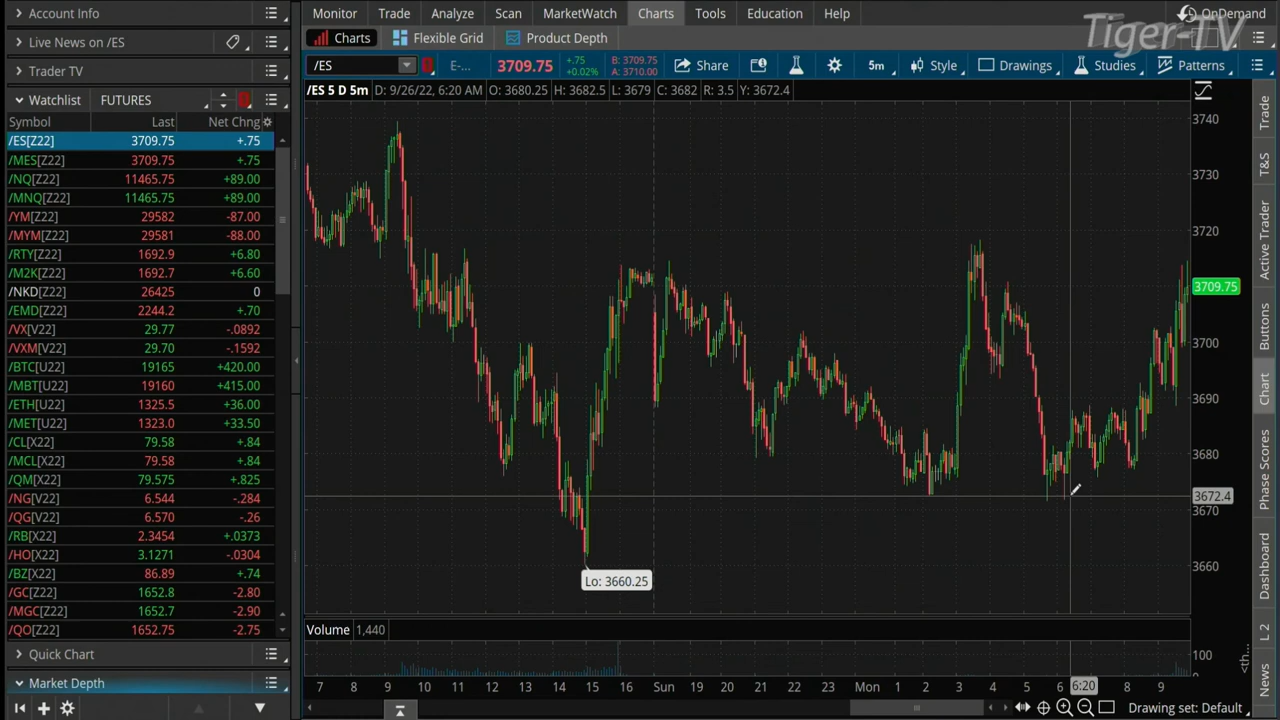 Account Info
Monitor Trade Analyze Scan MarketWatch Charts Tools Education Help OnDemand
Tiger-TV
Live News on /ES
Charts Flexible Grid Product Depth
Trader TV
/ES E-... 3709.75 +.75 +0.02% B: 3709.75 A: 3710.00 Share 5m Style Drawings Studies Patterns
Watchlist FUTURES
/ES 5 D 5m D: 9/26/22, 6:20 AM O: 3680.25 H: 3682.5 L: 3679 C: 3682 R: 3.5 Y: 3672.4
Symbol Last Net Chng
/ES[Z22] 3709.75 +.75
/MES[Z22] 3709.75 +.75
/NQ[Z22] 11465.75 +89.00
/MNQ[Z22] 11465.75 +89.00
/YM[Z22] 29582 -87.00
/MYM[Z22] 29581 -88.00
/RTY[Z22] 1692.9 +6.80
/M2K[Z22] 1692.7 +6.60
/NKD[Z22] 26425 0
/EMD[Z22] 2244.2 +.70
/VX[V22] 29.77 -.0892
/VXM[V22] 29.70 -.1592
/BTC[U22] 19165 +420.00
/MBT[U22] 19160 +415.00
/ETH[U22] 1325.5 +36.00
/MET[U22] 1323.0 +33.50
/CL[X22] 79.58 +.84
/MCL[X22] 79.58 +.84
/QM[X22] 79.575 +.825
/NG[V22] 6.544 -.284
/QG[V22] 6.570 -.26
/RB[X22] 2.3454 +.0373
/HO[X22] 3.1271 -.0304
/BZ[X22] 86.89 +.74
/GC[Z22] 1652.8 -2.80
/MGC[Z22] 1652.7 -2.90
/QO[Z22] 1652.75 -2.75
Quick Chart
Market Depth
3740
3730
3720
3709.75
3700
3690
3680
3672.4
3670
3660
Lo: 3660.25
Volume 1,440
100
<th...
7 8 9 10 11 12 13 14 15 16 Sun 19 20 21 22 23 Mon 1 2 3 4 5 6 6:20 8 9
Drawing set: Default
Trade
T&S
Active Trader
Buttons
Chart
Phase Scores
Dashboard
L 2
News